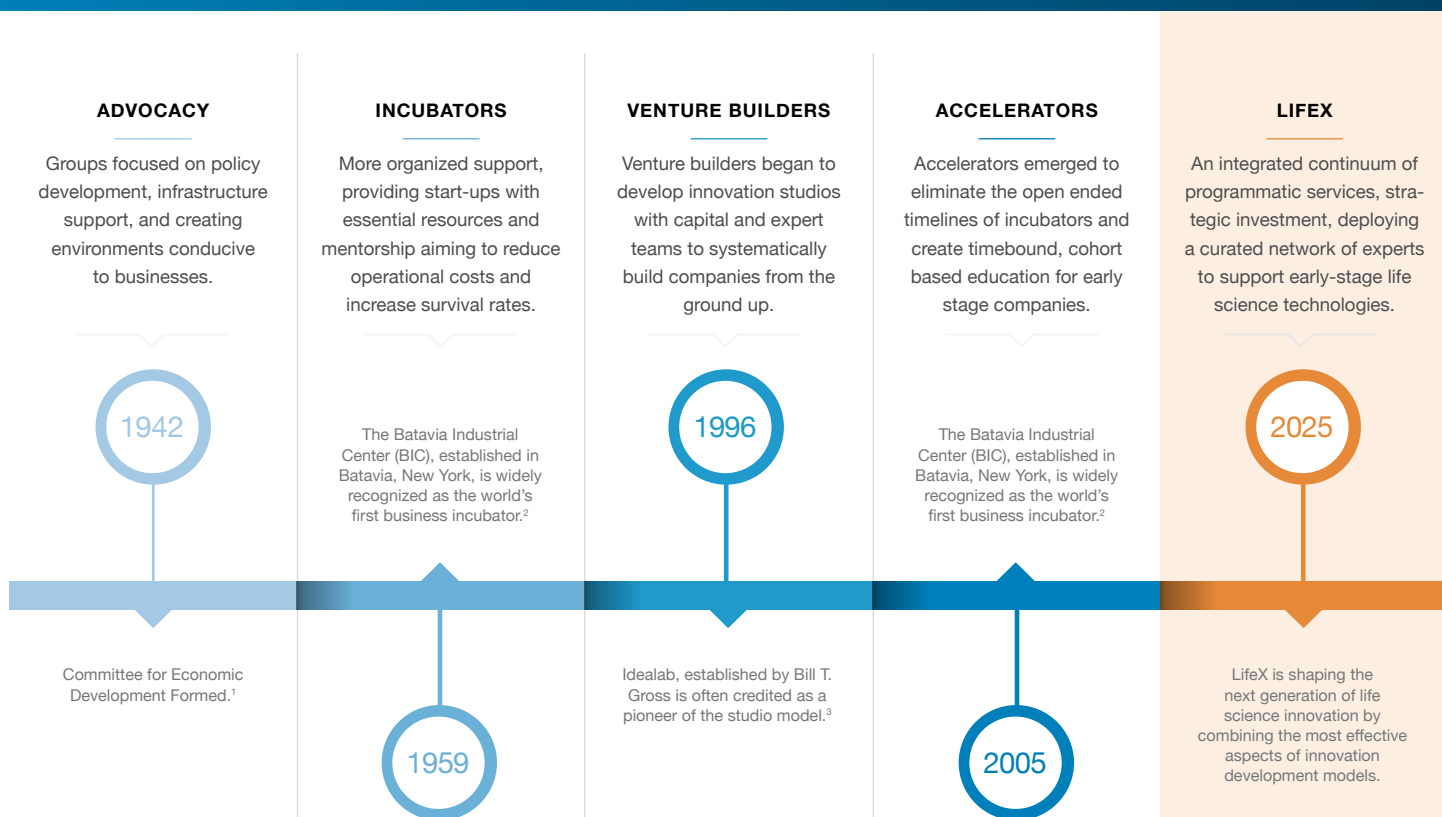 ADVOCACY
Groups focused on policy
development, infrastructure
support, and creating
environments conducive
to businesses.
1942
Committee for Economic
Development Formed.¹
INCUBATORS
More organized support,
providing start-ups with
essential resources and
mentorship aiming to reduce
operational costs and
increase survival rates.
The Batavia Industrial
Center (BIC), established in
Batavia, New York, is widely
recognized as the world's
first business incubator.²
1959
VENTURE BUILDERS
Venture builders began to
develop innovation studios
with capital and expert
teams to systematically
build companies from the
ground up.
1996
Idealab, established by Bill T.
Gross is often credited as a
pioneer of the studio model.³
ACCELERATORS
Accelerators emerged to
eliminate the open ended
timelines of incubators and
create timebound, cohort
based education for early
stage companies.
The Batavia Industrial
Center (BIC), established in
Batavia, New York, is widely
recognized as the world's
first business incubator.²
2005
LIFEX
An integrated continuum of
programmatic services, stra-
tegic investment, deploying
a curated network of experts
to support early-stage life
science technologies.
2025
LifeX is shaping the
next generation of life
science innovation by
combining the most effective
aspects of innovation
development models.